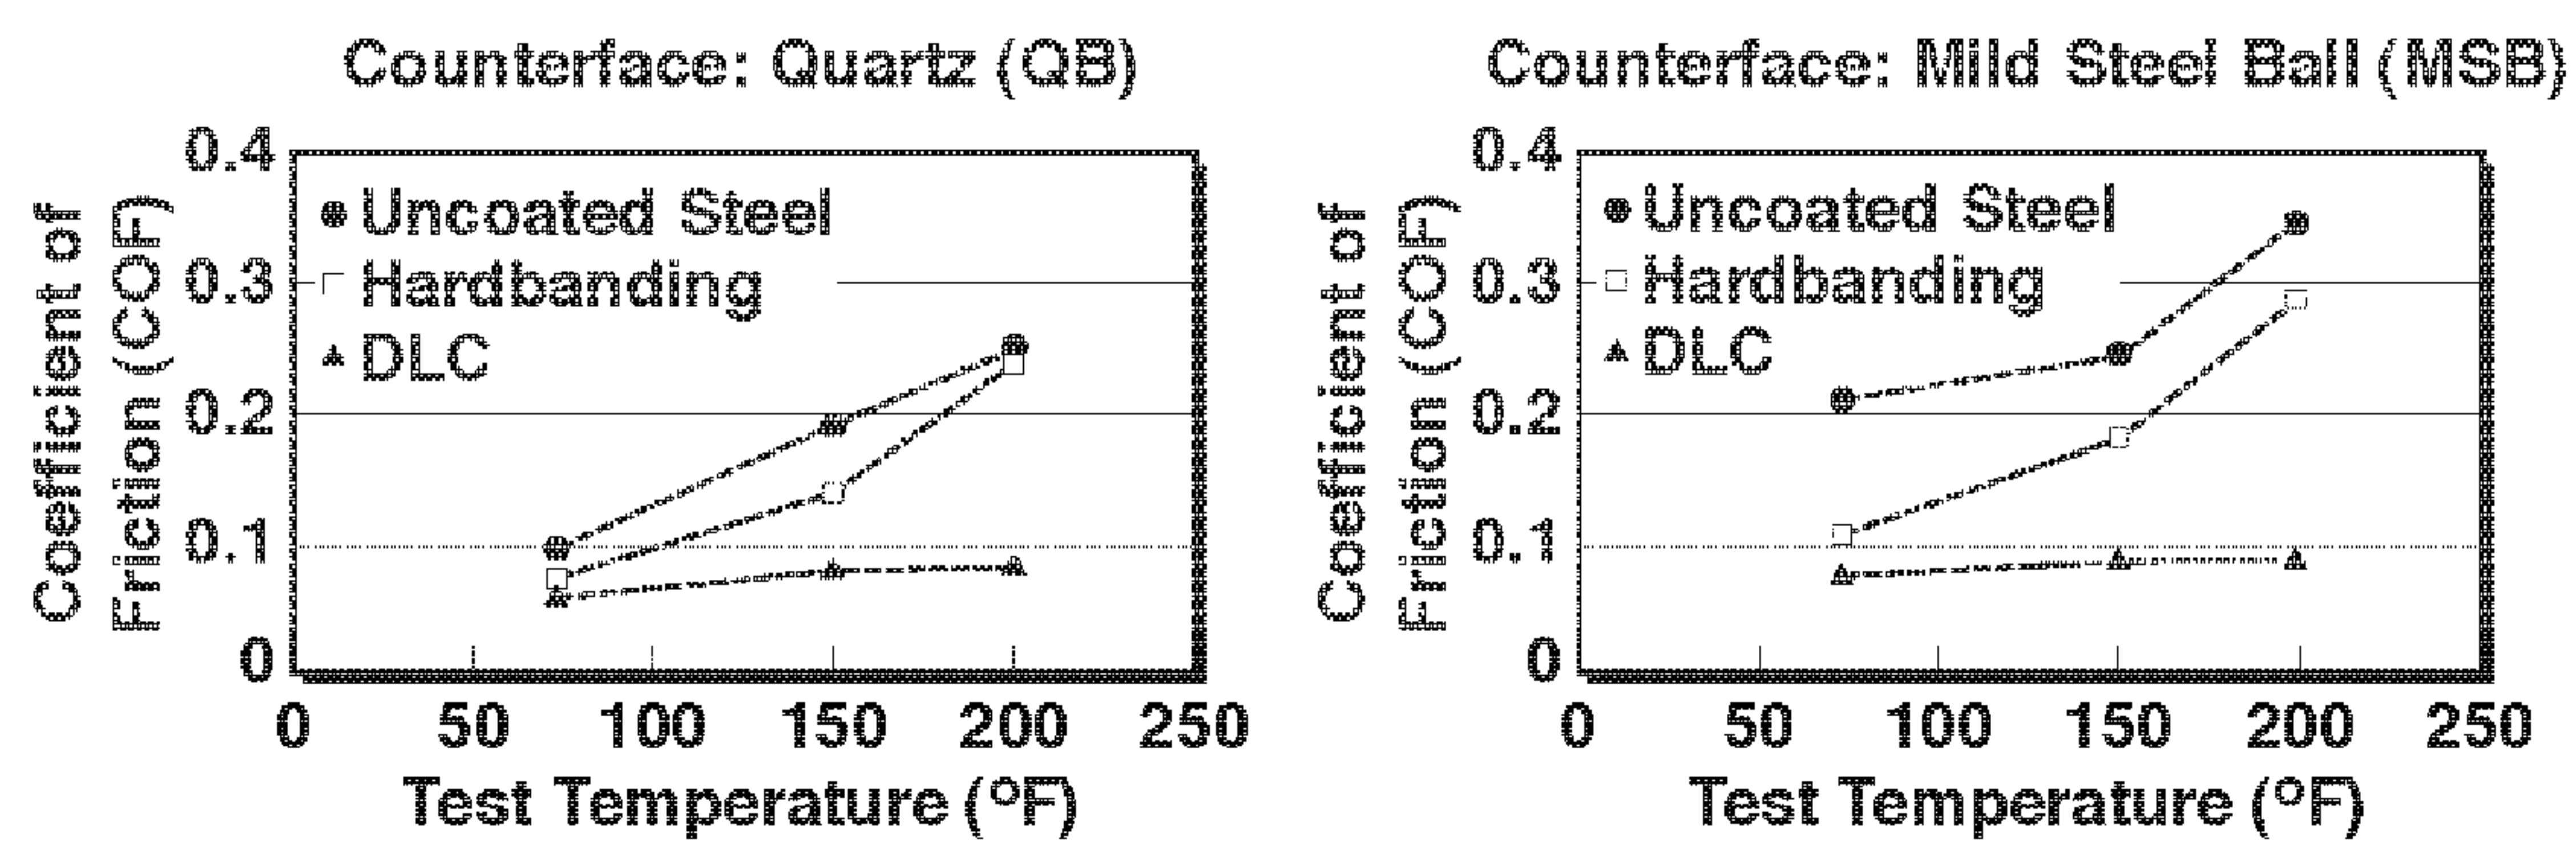 Counterface: Quartz (QB)
Coefficient of
Friction (COF)
0.4
0.3
0.2
0.1
0
Uncoated Steel
Hardbanding
DLC
0 50 100 150 200 250
Test Temperature (°F)
Counterface: Mild Steel Ball (MSB)
Coefficient of
Friction (COF)
0.4
0.3
0.2
0.1
0
Uncoated Steel
Hardbanding
DLC
0 50 100 150 200 250
Test Temperature (°F)